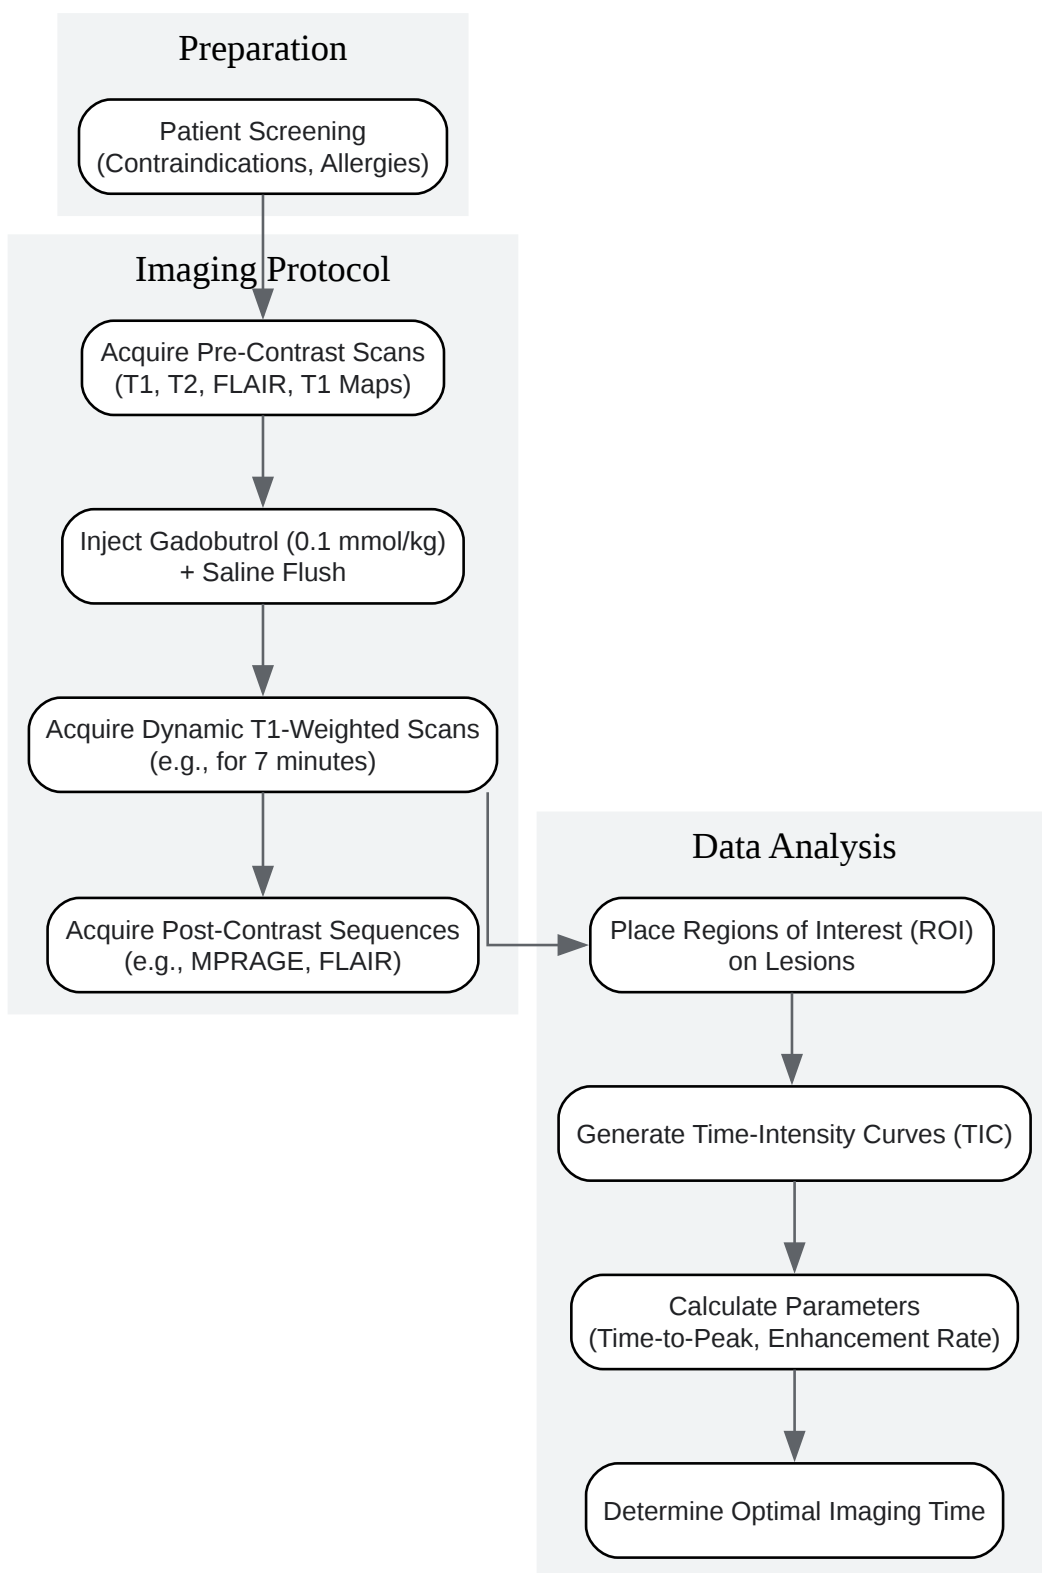 Preparation
Patient Screening
(Contraindications, Allergies)
Imaging Protocol
Acquire Pre-Contrast Scans
(T1, T2, FLAIR, T1 Maps)
Inject Gadobutrol (0.1 mmol/kg)
+ Saline Flush
Acquire Dynamic T1-Weighted Scans
(e.g., for 7 minutes)
Acquire Post-Contrast Sequences
(e.g., MPRAGE, FLAIR)
Data Analysis
Place Regions of Interest (ROI)
on Lesions
Generate Time-Intensity Curves (TIC)
Calculate Parameters
(Time-to-Peak, Enhancement Rate)
Determine Optimal Imaging Time